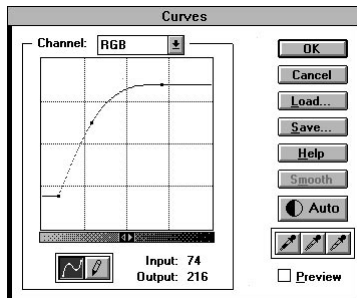 Curves
Channel: RGB
OK
Cancel
Load...
Save...
Help
Smooth
Auto
Input: 74
Output: 216
Preview